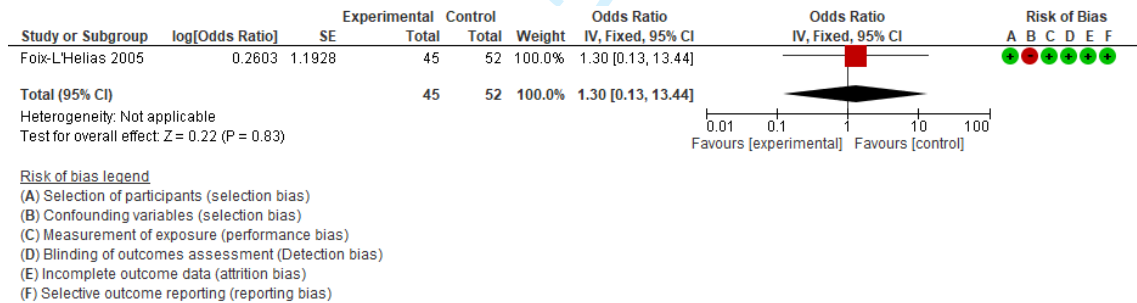 Experimental Control Odds Ratio Odds Ratio Risk of Bias
Study or Subgroup log[Odds Ratio] SE Total Total Weight IV, Fixed, 95% CI IV, Fixed, 95% CI A B C D E F
Foix-L'Helias 2005 0.2603 1.1928 45 52 100.0% 1.30 [0.13, 13.44] + - + + + +
Total (95% CI) 45 52 100.0% 1.30 [0.13, 13.44]
Heterogeneity: Not applicable
Test for overall effect: Z = 0.22 (P = 0.83)
0.01 0.1 1 10 100
Favours [experimental] Favours [control]
Risk of bias legend
(A) Selection of participants (selection bias)
(B) Confounding variables (selection bias)
(C) Measurement of exposure (performance bias)
(D) Blinding of outcomes assessment (Detection bias)
(E) Incomplete outcome data (attrition bias)
(F) Selective outcome reporting (reporting bias)